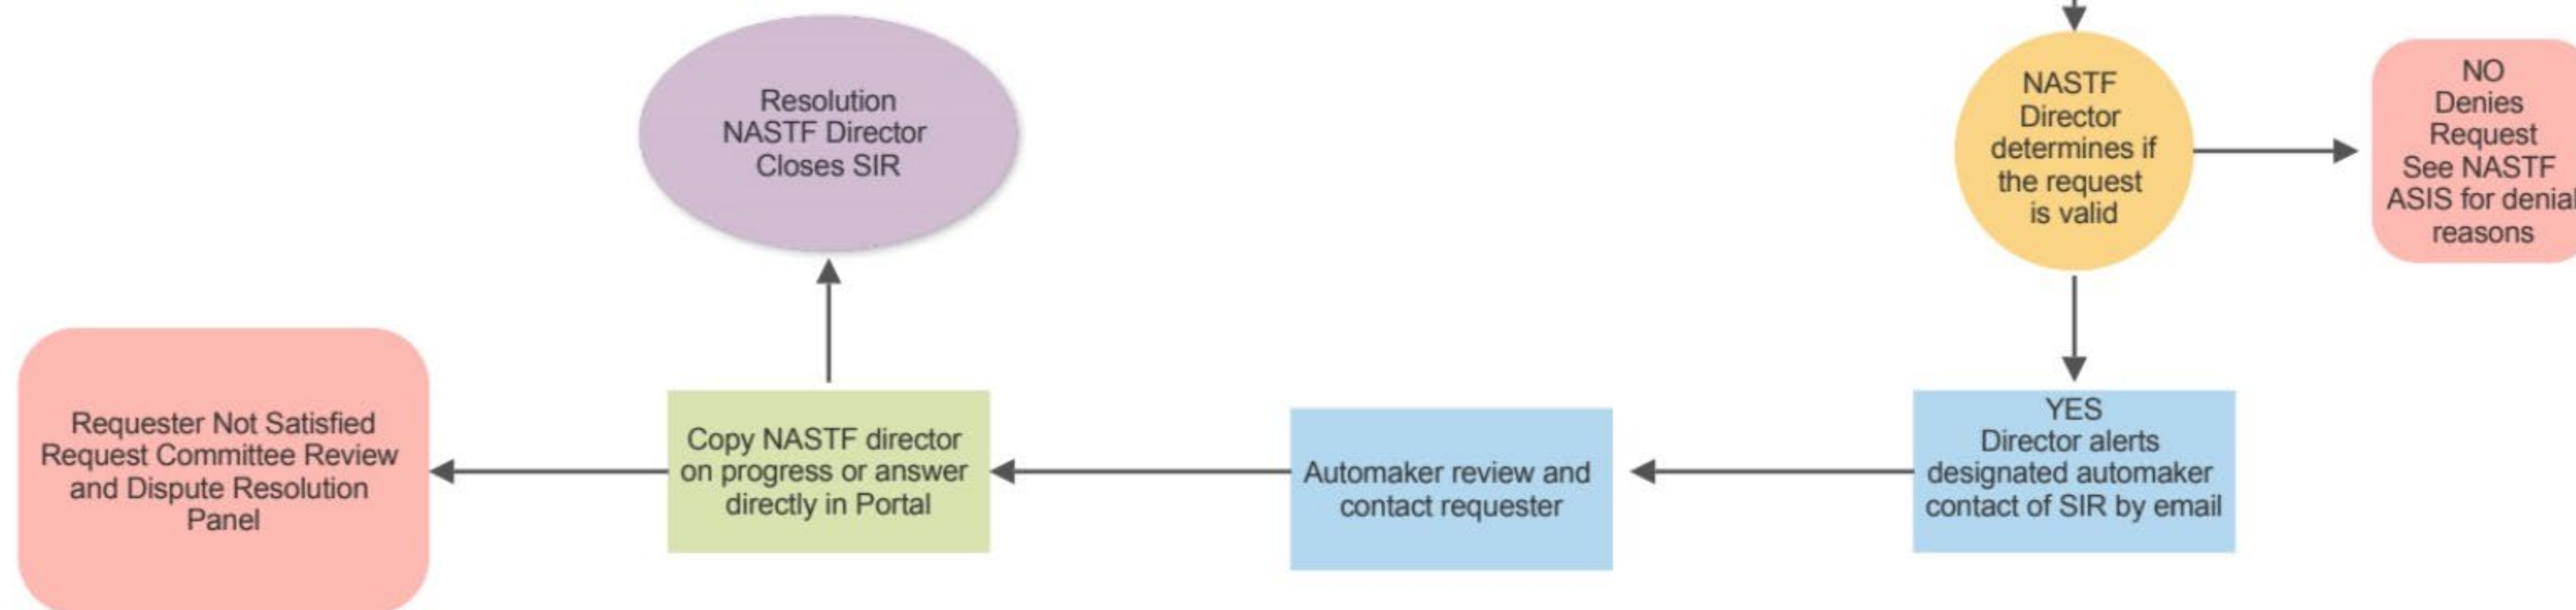 Resolution
NASTF Director
Closes SIR
NASTF
Director
determines if
the request
is valid
NO
Denies
Request
See NASTF
ASIS for denial
reasons
Requester Not Satisfied
Request Committee Review
and Dispute Resolution
Panel
Copy NASTF director
on progress or answer
directly in Portal
Automaker review and
contact requester
YES
Director alerts
designated automaker
contact of SIR by email